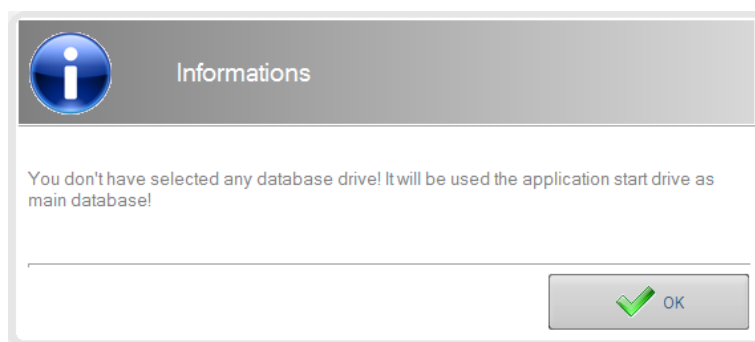 Informations
You don't have selected any database drive! It will be used the application start drive as
main database!
OK